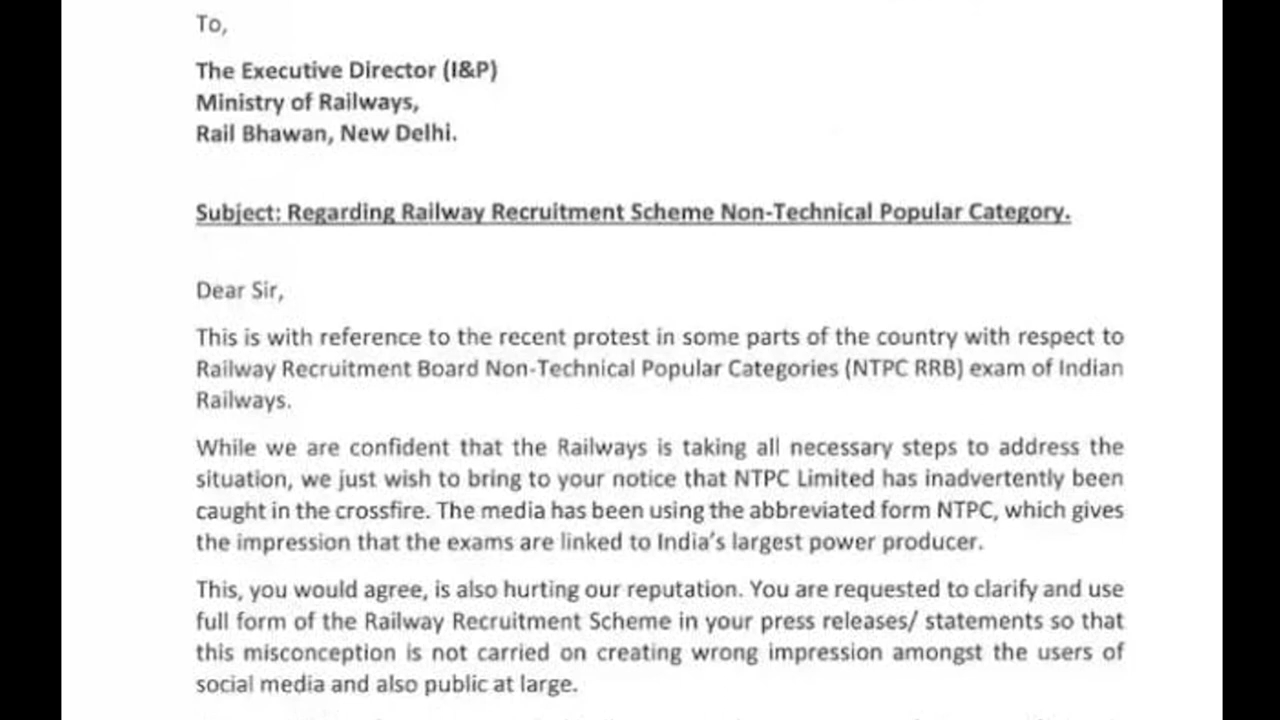 To,
The Executive Director (I&P)
Ministry of Railways,
Rail Bhawan, New Delhi.
Subject: Regarding Railway Recruitment Scheme Non-Technical Popular Category.
Dear Sir,
This is with reference to the recent protest in some parts of the country with respect to
Railway Recruitment Board Non-Technical Popular Categories (NTPC RRB) exam of Indian
Railways.
While we are confident that the Railways is taking all necessary steps to address the
situation, we just wish to bring to your notice that NTPC Limited has inadvertently been
caught in the crossfire. The media has been using the abbreviated form NTPC, which gives
the impression that the exams are linked to India's largest power producer.
This, you would agree, is also hurting our reputation. You are requested to clarify and use
full form of the Railway Recruitment Scheme in your press releases/ statements so that
this misconception is not carried on creating wrong impression amongst the users of
social media and also public at large.